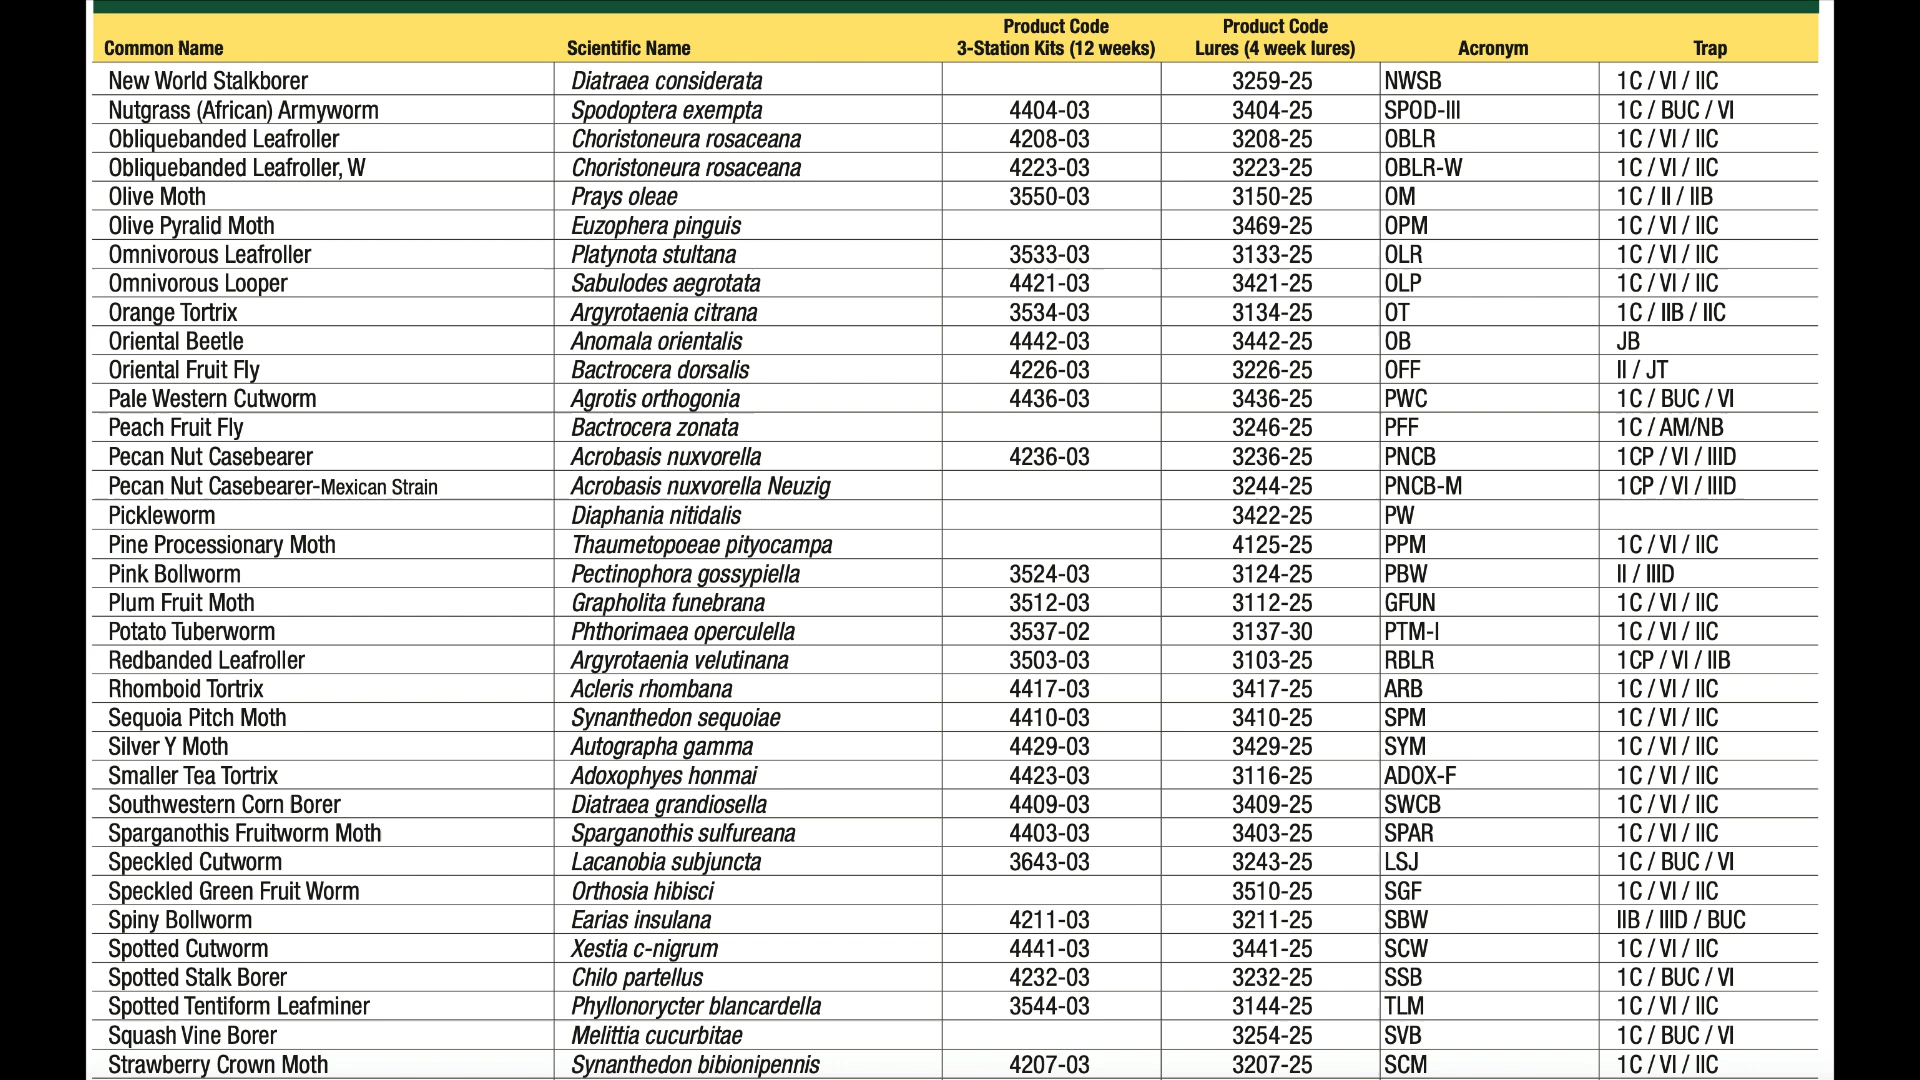 Product Code Product Code
Common Name Scientific Name 3-Station Kits (12 weeks) Lures (4 week lures) Acronym Trap
New World Stalkborer Diatraea considerata 3259-25 NWSB 1C / VI / IIC
Nutgrass (African) Armyworm Spodoptera exempta 4404-03 3404-25 SPOD-III 1C / BUC / VI
Obliquebanded Leafroller Choristoneura rosaceana 4208-03 3208-25 OBLR 1C / VI / IIC
Obliquebanded Leafroller, W Choristoneura rosaceana 4223-03 3223-25 OBLR-W 1C / VI / IIC
Olive Moth Prays oleae 3550-03 3150-25 OM 1C / II / IIB
Olive Pyralid Moth Euzophera pinguis 3469-25 OPM 1C / VI / IIC
Omnivorous Leafroller Platynota stultana 3533-03 3133-25 OLR 1C / VI / IIC
Omnivorous Looper Sabulodes aegrotata 4421-03 3421-25 OLP 1C / VI / IIC
Orange Tortrix Argyrotaenia citrana 3534-03 3134-25 OT 1C / IIB / IIC
Oriental Beetle Anomala orientalis 4442-03 3442-25 OB JB
Oriental Fruit Fly Bactrocera dorsalis 4226-03 3226-25 OFF II / JT
Pale Western Cutworm Agrotis orthogonia 4436-03 3436-25 PWC 1C / BUC / VI
Peach Fruit Fly Bactrocera zonata 3246-25 PFF 1C / AM/NB
Pecan Nut Casebearer Acrobasis nuxvorella 4236-03 3236-25 PNCB 1CP / VI / IIID
Pecan Nut Casebearer-Mexican Strain Acrobasis nuxvorella Neuzig 3244-25 PNCB-M 1CP / VI / IIID
Pickleworm Diaphania nitidalis 3422-25 PW
Pine Processionary Moth Thaumetopoeae pityocampa 4125-25 PPM 1C / VI / IIC
Pink Bollworm Pectinophora gossypiella 3524-03 3124-25 PBW II / IIID
Plum Fruit Moth Grapholita funebrana 3512-03 3112-25 GFUN 1C / VI / IIC
Potato Tuberworm Phthorimaea operculella 3537-02 3137-30 PTM-I 1C / VI / IIC
Redbanded Leafroller Argyrotaenia velutinana 3503-03 3103-25 RBLR 1CP / VI / IIB
Rhomboid Tortrix Acleris rhombana 4417-03 3417-25 ARB 1C / VI / IIC
Sequoia Pitch Moth Synanthedon sequoiae 4410-03 3410-25 SPM 1C / VI / IIC
Silver Y Moth Autographa gamma 4429-03 3429-25 SYM 1C / VI / IIC
Smaller Tea Tortrix Adoxophyes honmai 4423-03 3116-25 ADOX-F 1C / VI / IIC
Southwestern Corn Borer Diatraea grandiosella 4409-03 3409-25 SWCB 1C / VI / IIC
Sparganothis Fruitworm Moth Sparganothis sulfureana 4403-03 3403-25 SPAR 1C / VI / IIC
Speckled Cutworm Lacanobia subjuncta 3643-03 3243-25 LSJ 1C / BUC / VI
Speckled Green Fruit Worm Orthosia hibisci 3510-25 SGF 1C / VI / IIC
Spiny Bollworm Earias insulana 4211-03 3211-25 SBW IIB / IIID / BUC
Spotted Cutworm Xestia c-nigrum 4441-03 3441-25 SCW 1C / VI / IIC
Spotted Stalk Borer Chilo partellus 4232-03 3232-25 SSB 1C / BUC / VI
Spotted Tentiform Leafminer Phyllonorycter blancardella 3544-03 3144-25 TLM 1C / VI / IIC
Squash Vine Borer Melittia cucurbitae 3254-25 SVB 1C / BUC / VI
Strawberry Crown Moth Synanthedon bibionipennis 4207-03 3207-25 SCM 1C / VI / IIC